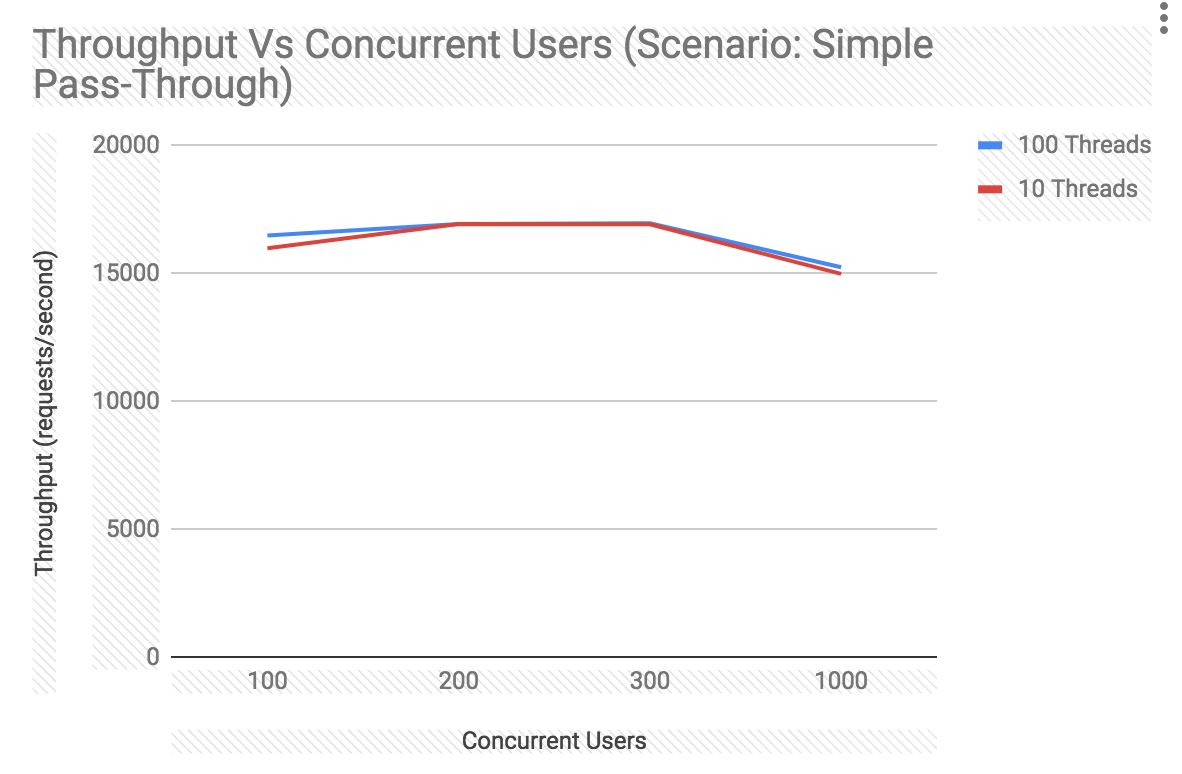 Throughput Vs Concurrent Users (Scenario: Simple
Pass-Through)
20000
15000
10000
5000
0
Throughput (requests/second)
100 Threads
10 Threads
100
200
300
1000
Concurrent Users